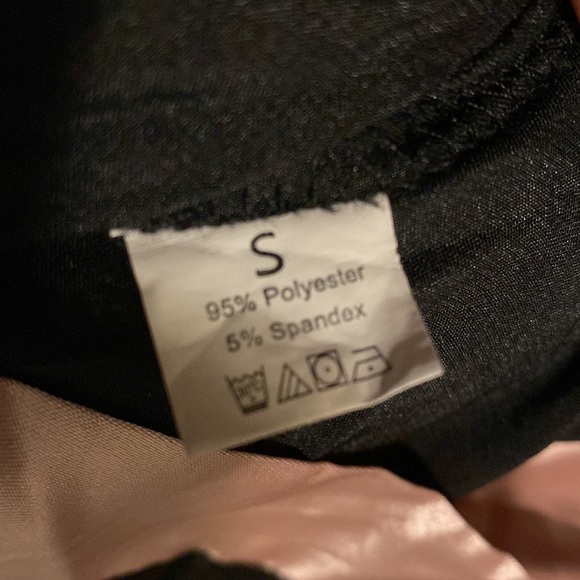 S
95% Polyester
5% Spandex